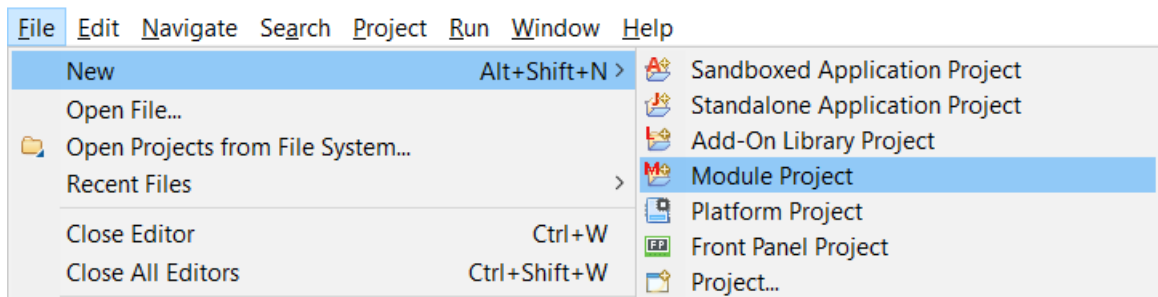 File Edit Navigate Search Project Run Window Help
New Alt+Shift+N >
Open File...
Open Projects from File System...
Recent Files >
Close Editor Ctrl+W
Close All Editors Ctrl+Shift+W
Sandboxed Application Project
Standalone Application Project
Add-On Library Project
Module Project
Platform Project
Front Panel Project
Project...